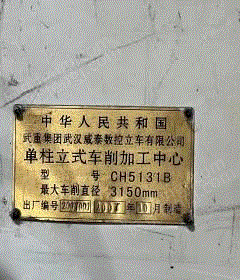 中华人民共和国
武重集团武汉威泰数控立车有限公司
单柱立式车削加工中心
型 号 CH5131B
最大车削直径 3150mm
出厂编号 年10月制造